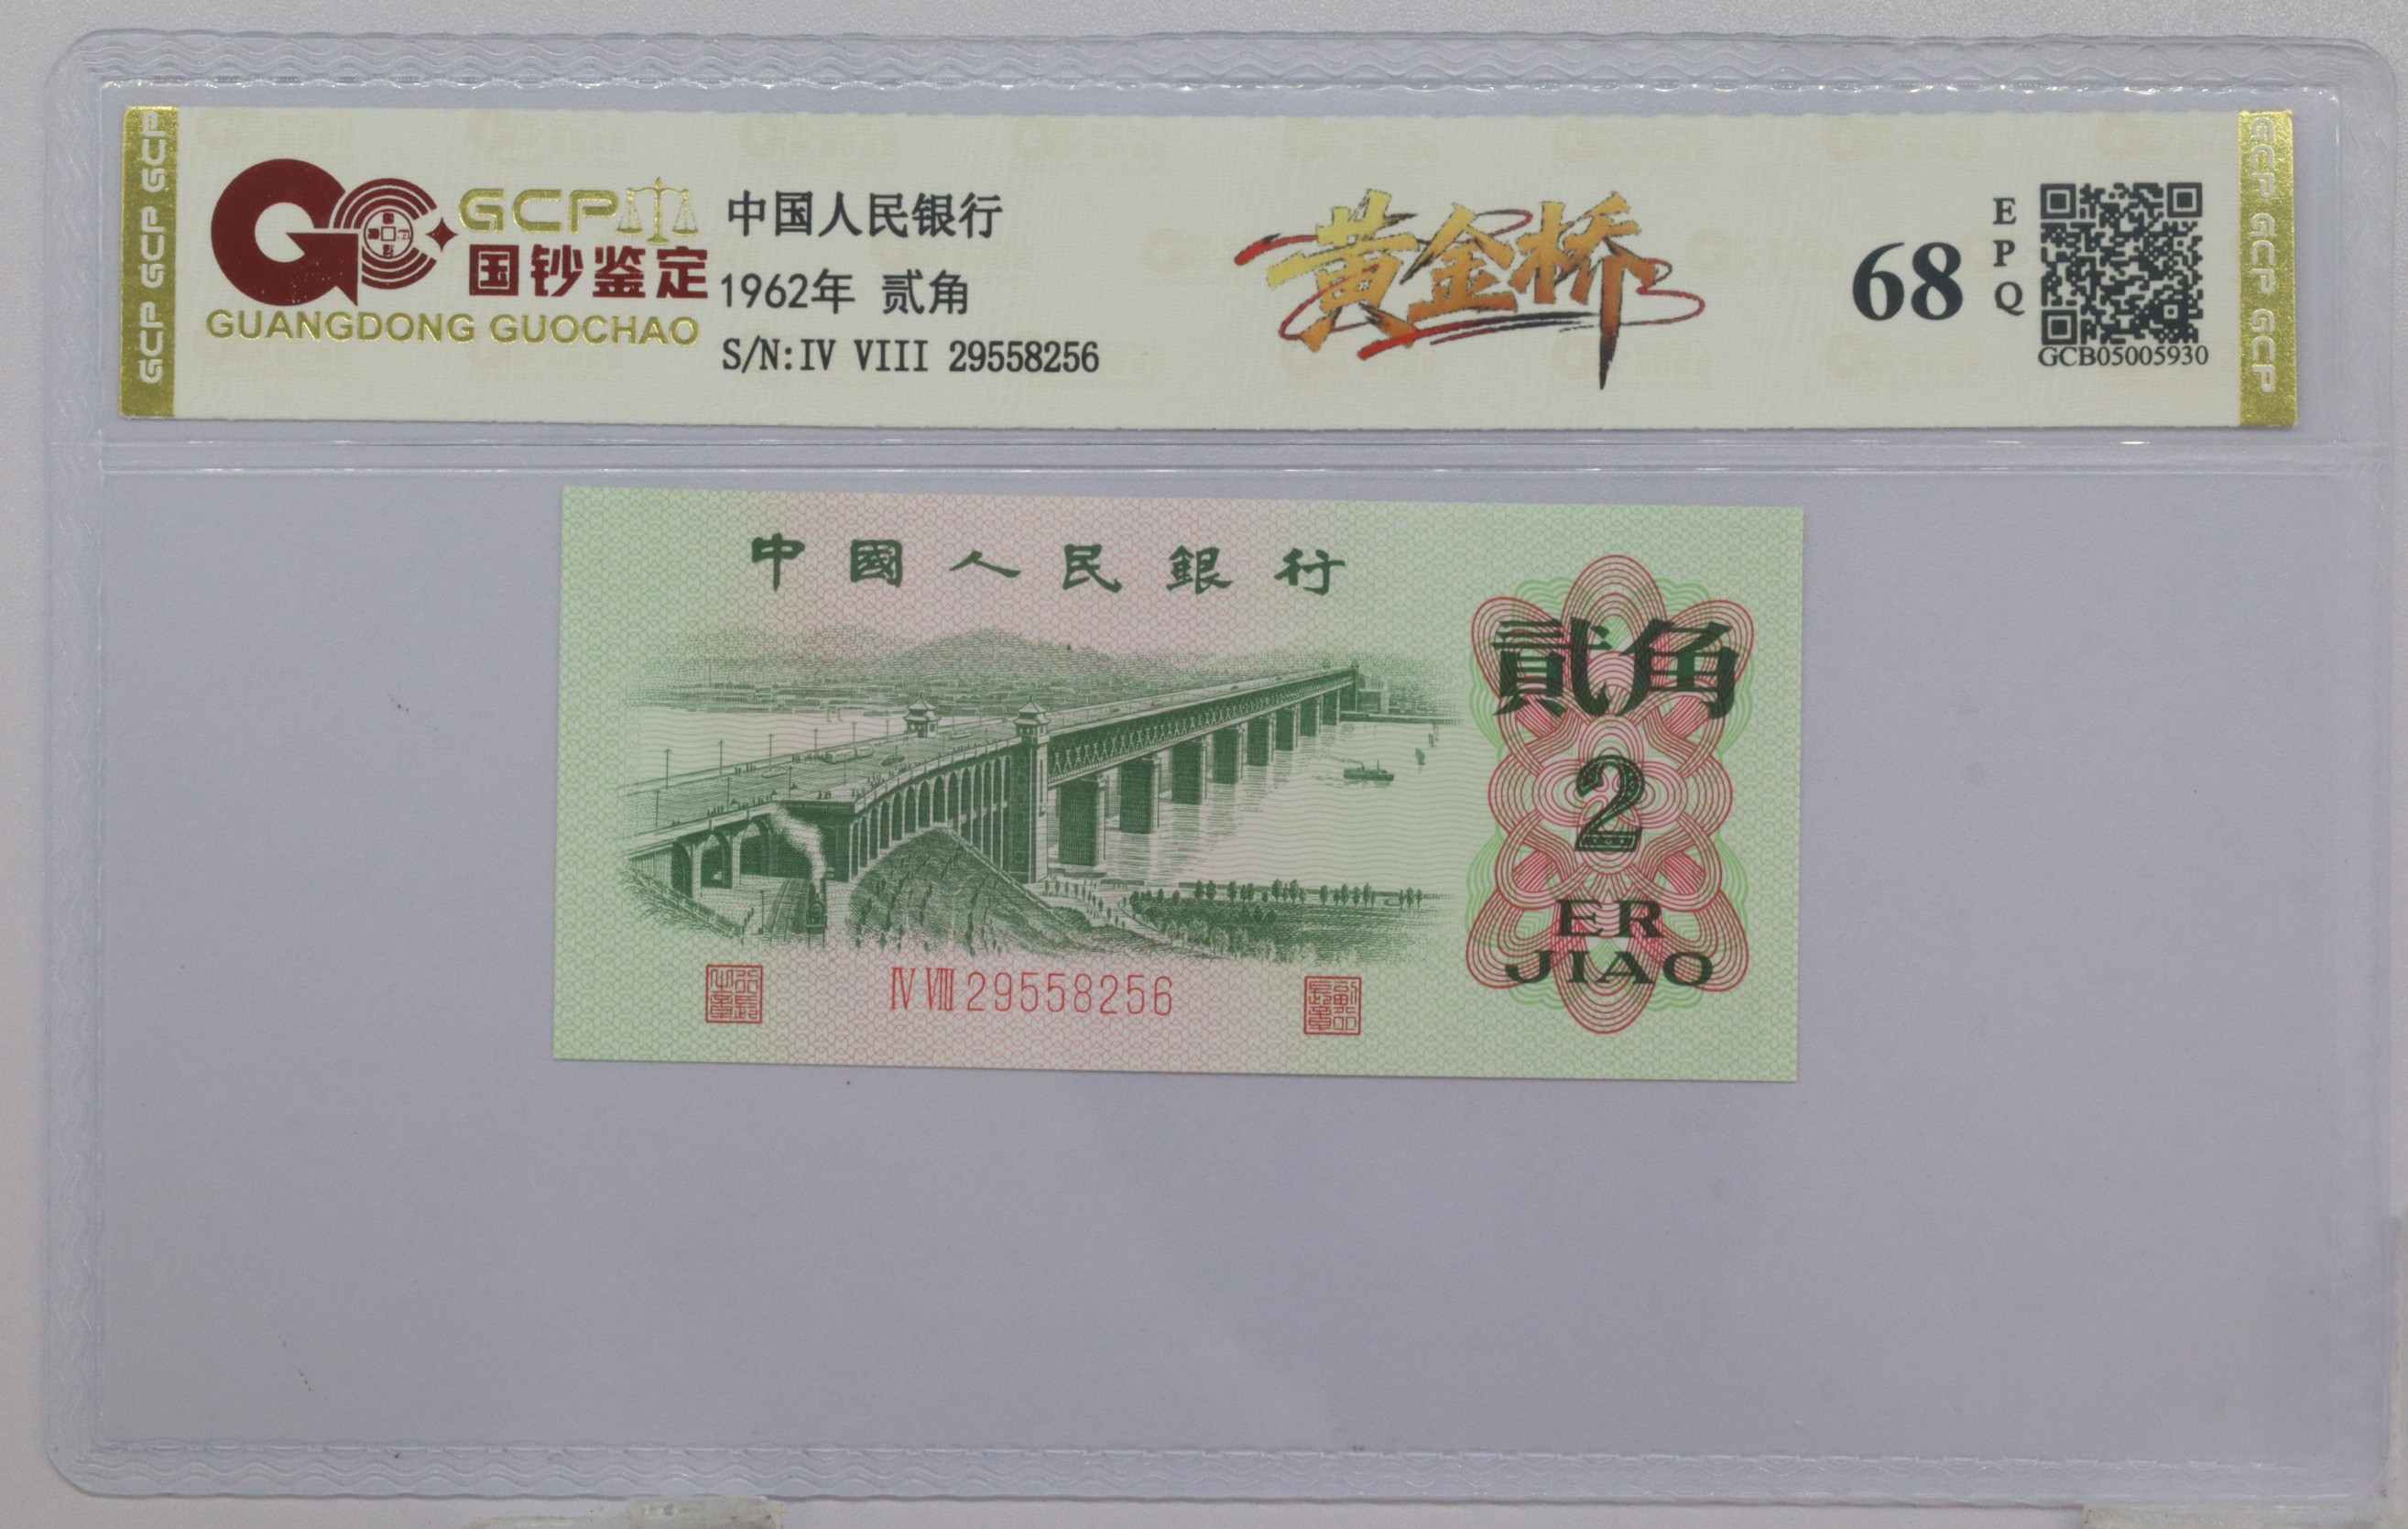 GCP GCP GCP
GCP
国钞鉴定
GUANGDONG GUOCHAO
中国人民银行
1962年 贰角
S/N:IV VIII 29558256
黄金桥
68
EPQ
GCB05005930
GCP GCP GCP
中國人民銀行
貳角
2
ER
JIAO
Ⅳ Ⅷ 29558256